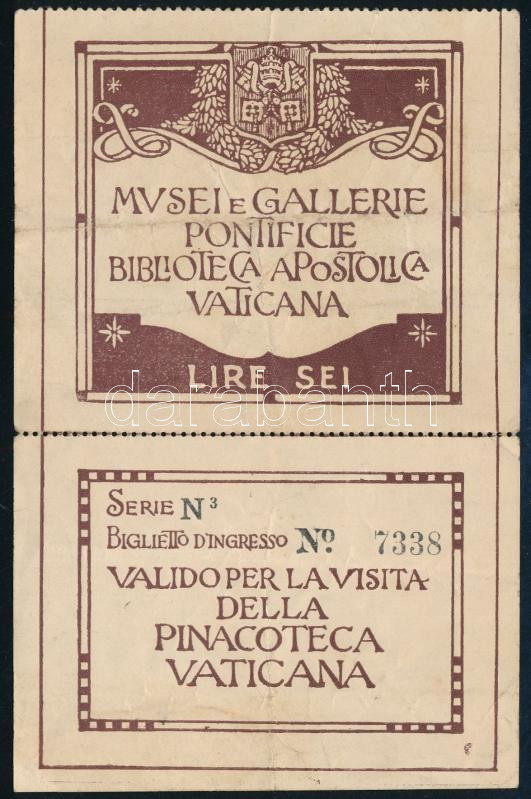 MVSEI E GALLERIE
PONTIFICIE
BIBLIOTECA APOSTOLICA
VATICANA
LIRE SEI
darabanth
SERIE N³
BIGLIETTO D'INGRESSO Nº 7338
VALIDO PER LA VISITA
DELLA
PINACOTECA
VATICANA